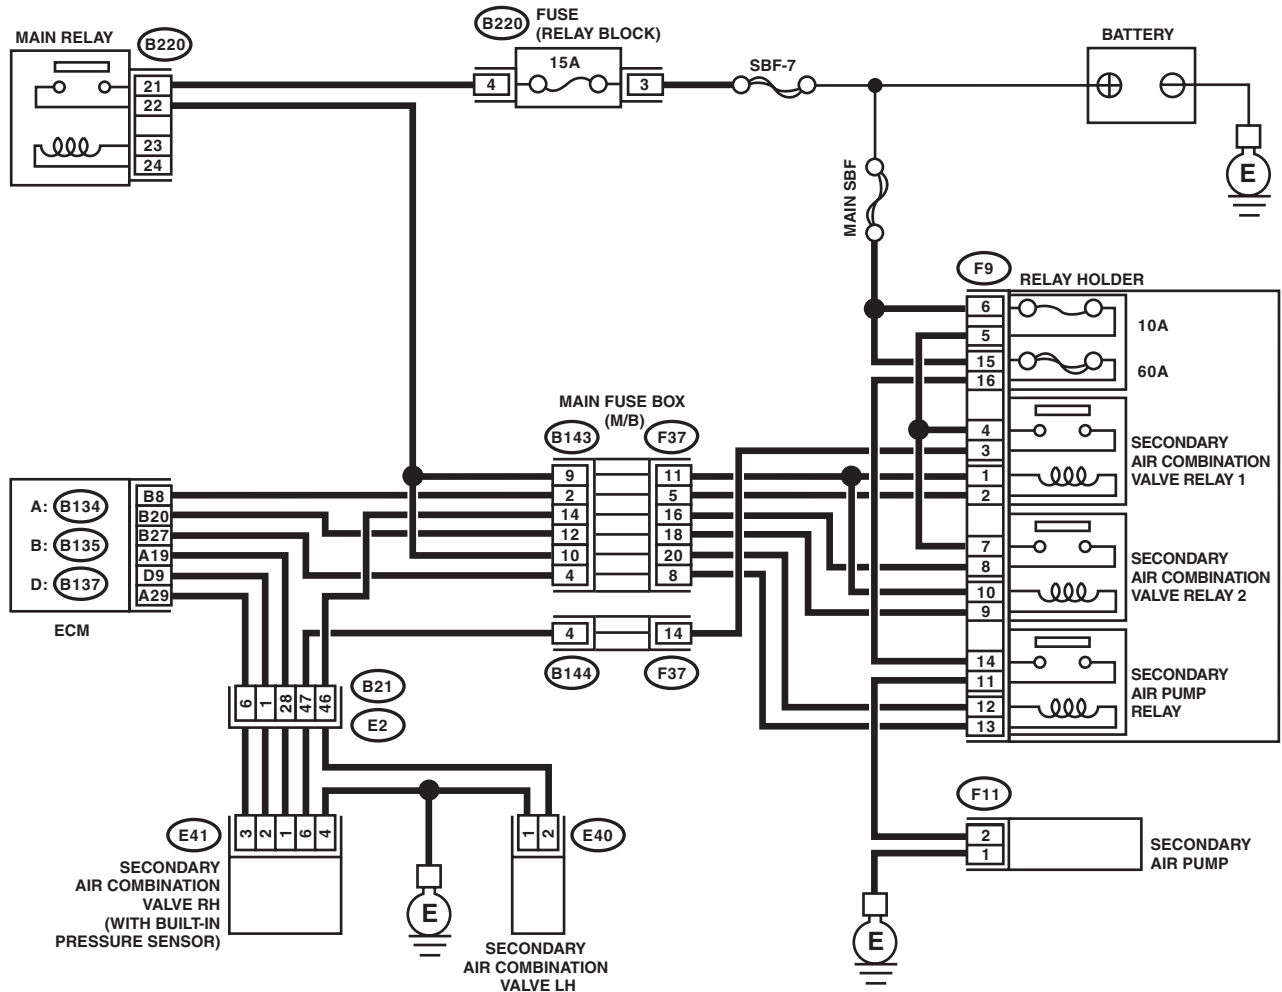 MAIN RELAY
B220
21
22
23
24
B220
FUSE
(RELAY BLOCK)
15A
4
3
SBF-7
BATTERY
E
MAIN SBF
F9
RELAY HOLDER
6
5
15
16
10A
60A
4
3
1
2
SECONDARY
AIR COMBINATION
VALVE RELAY 1
7
8
10
9
SECONDARY
AIR COMBINATION
VALVE RELAY 2
14
11
12
13
SECONDARY
AIR PUMP
RELAY
MAIN FUSE BOX
(M/B)
B143
F37
9 11
2 5
14 16
12 18
10 20
4 8
4 14
B144
F37
A: B134
B: B135
D: B137
B8
B20
B27
A19
D9
A29
ECM
6 1 28 47 46
B21
E2
E41
3 2 1 6 4
SECONDARY
AIR COMBINATION
VALVE RH
(WITH BUILT-IN
PRESSURE SENSOR)
E
1 2
E40
SECONDARY
AIR COMBINATION
VALVE LH
F11
2
1
SECONDARY
AIR PUMP
E